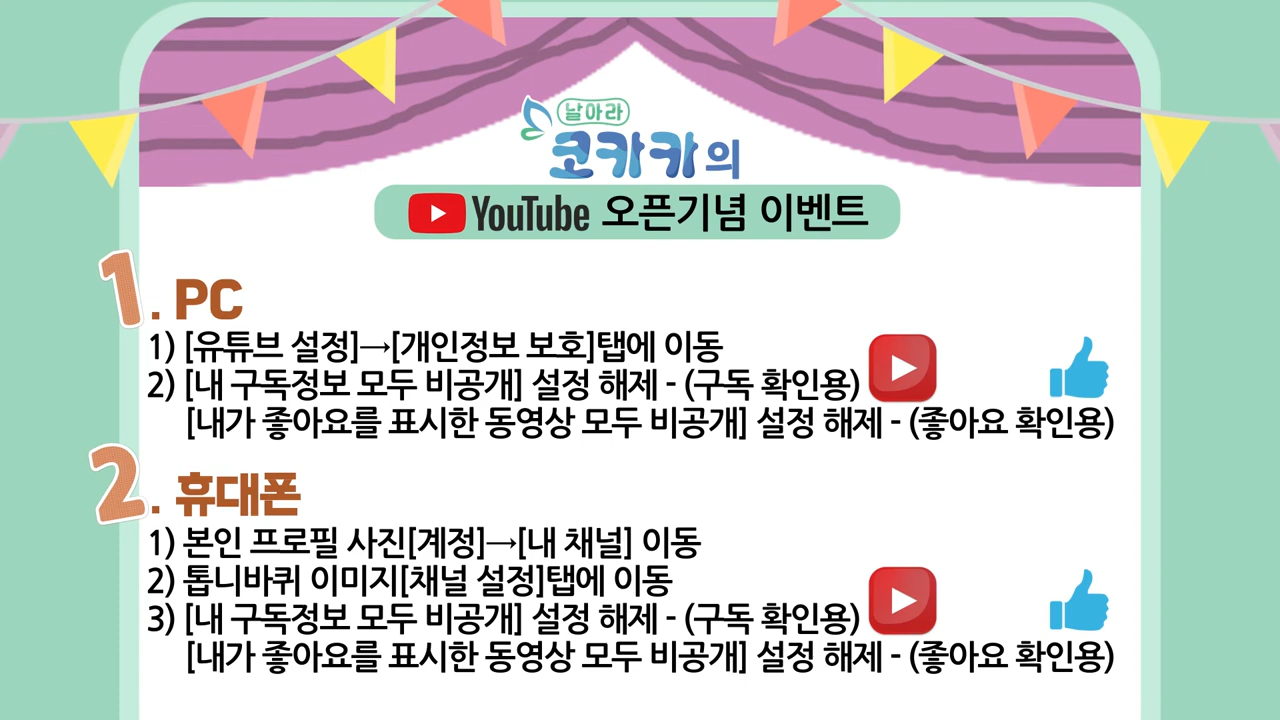 날아라
코카카의
YouTube 오픈기념 이벤트
1. PC
1) [유튜브 설정]→[개인정보 보호]탭에 이동
2) [내 구독정보 모두 비공개] 설정 해제 - (구독 확인용)
[내가 좋아요를 표시한 동영상 모두 비공개] 설정 해제 - (좋아요 확인용)
2. 휴대폰
1) 본인 프로필 사진[계정]→[내 채널] 이동
2) 톱니바퀴 이미지[채널 설정]탭에 이동
3) [내 구독정보 모두 비공개] 설정 해제 - (구독 확인용)
[내가 좋아요를 표시한 동영상 모두 비공개] 설정 해제 - (좋아요 확인용)